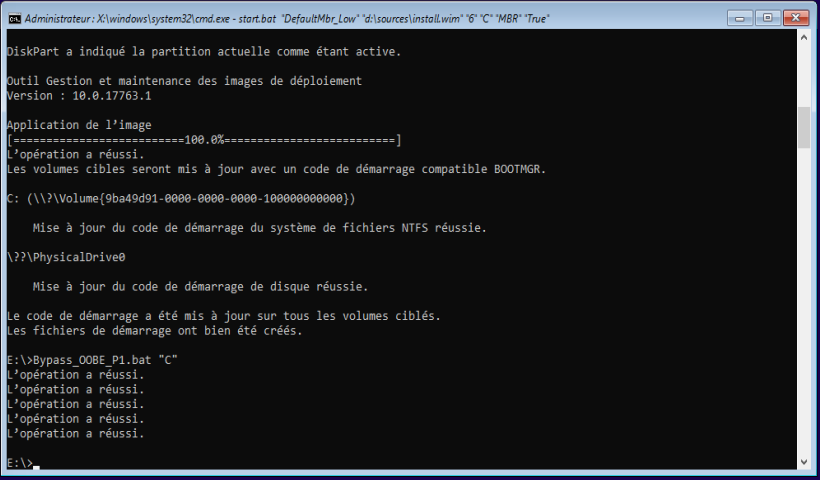 Administrateur : X:\windows\system32\cmd.exe - start.bat "DefaultMbr_Low" "d:\sources\install.wim" "6" "C" "MBR" "True"
DiskPart a indiqué la partition actuelle comme étant active.
Outil Gestion et maintenance des images de déploiement
Version : 10.0.17763.1
Application de l’image
[==========================100.0%==========================]
L’opération a réussi.
Les volumes cibles seront mis à jour avec un code de démarrage compatible BOOTMGR.
C: (\\?\Volume{9ba49d91-0000-0000-0000-100000000000})
Mise à jour du code de démarrage du système de fichiers NTFS réussie.
\??\PhysicalDrive0
Mise à jour du code de démarrage de disque réussie.
Le code de démarrage a été mis à jour sur tous les volumes ciblés.
Les fichiers de démarrage ont bien été créés.
E:\>Bypass_OOBE_P1.bat "C"
L’opération a réussi.
L’opération a réussi.
L’opération a réussi.
L’opération a réussi.
L’opération a réussi.
E:\>